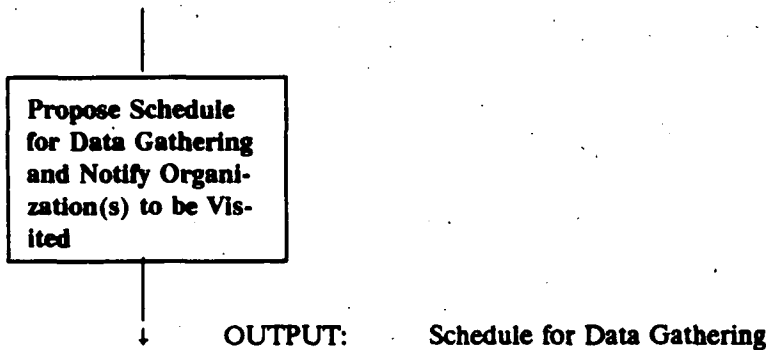 Propose Schedule
for Data Gathering
and Notify Organi-
zation(s) to be Vis-
ited
OUTPUT: Schedule for Data Gathering